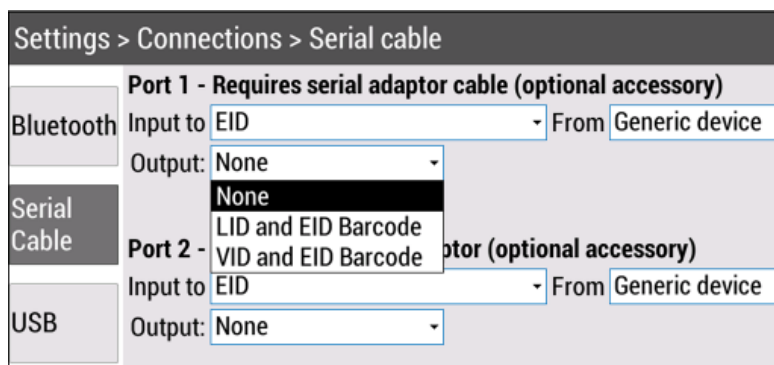 Settings > Connections > Serial cable
Port 1 - Requires serial adaptor cable (optional accessory)
Bluetooth
Input to EID From Generic device
Output: None
None
Serial
Cable
LID and EID Barcode
VID and EID Barcode
Port 2 - ptor (optional accessory)
Input to EID From Generic device
USB
Output: None